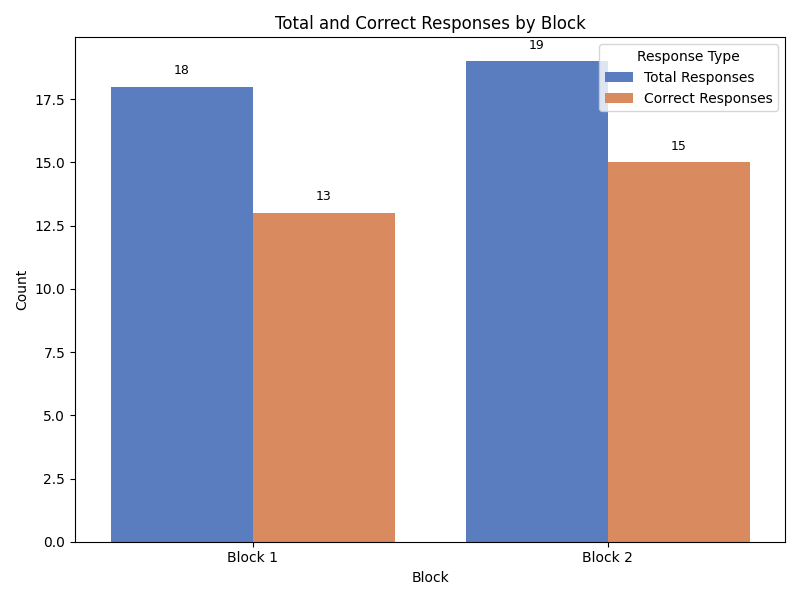 Total and Correct Responses by Block
Response Type
Total Responses
Correct Responses
18
13
19
15
Count
17.5
15.0
12.5
10.0
7.5
5.0
2.5
0.0
Block 1
Block 2
Block